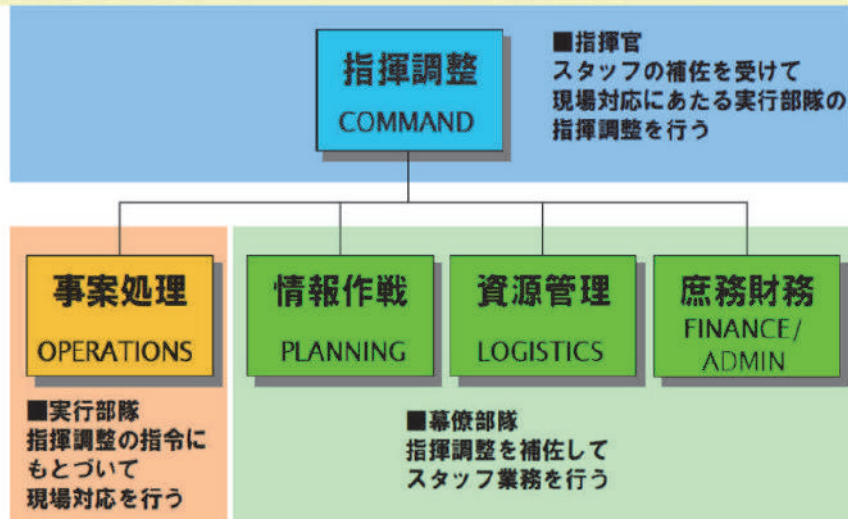 指揮調整
COMMAND
■指揮官
スタッフの補佐を受けて
現場対応にあたる実行部隊の
指揮調整を行う
事案処理
OPERATIONS
情報作戦
PLANNING
資源管理
LOGISTICS
庶務財務
FINANCE/
ADMIN
■実行部隊
指揮調整の指令に
もとづいて
現場対応を行う
■幕僚部隊
指揮調整を補佐して
スタッフ業務を行う